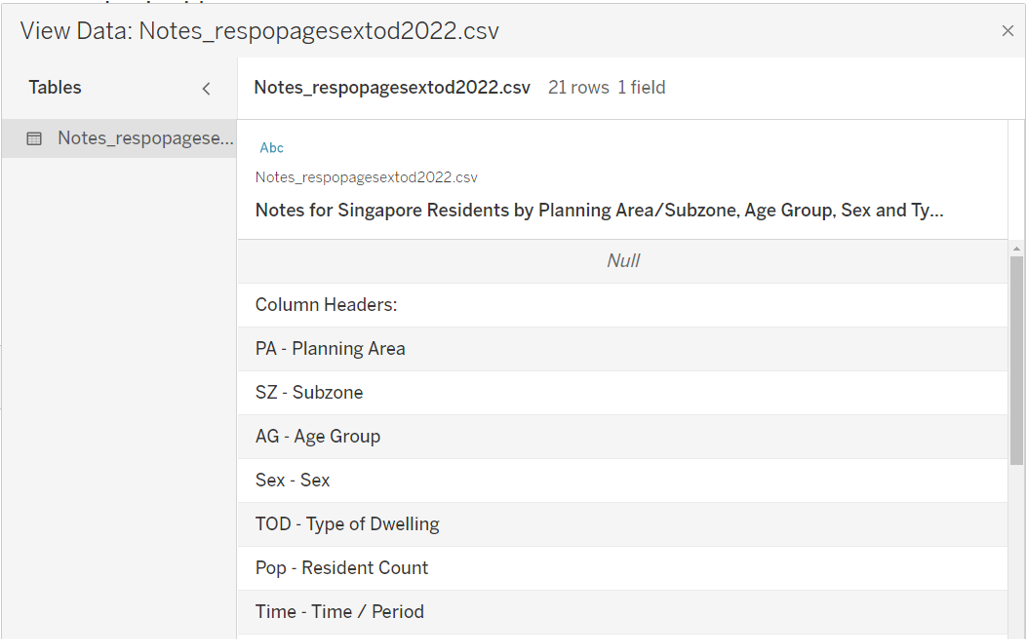 View Data: Notes_respopagesextod2022.csv
Tables
Notes_respopagesextod2022.csv 21 rows 1 field
Notes_respopagese...
Abc
Notes_respopagesextod2022.csv
Notes for Singapore Residents by Planning Area/Subzone, Age Group, Sex and Ty...
Null
Column Headers:
PA - Planning Area
SZ - Subzone
AG - Age Group
Sex - Sex
TOD - Type of Dwelling
Pop - Resident Count
Time - Time / Period